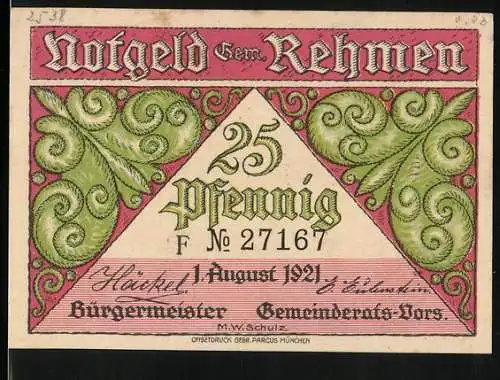 2538
Notgeld Gem. Rehmen
25
Pfennig
F № 27167
1. August 1921
Häckel
Bürgermeister Gemeinderats-Vors.
M.W. Schulz
OFFSETDRUCK GEBR. PARCUS MÜNCHEN